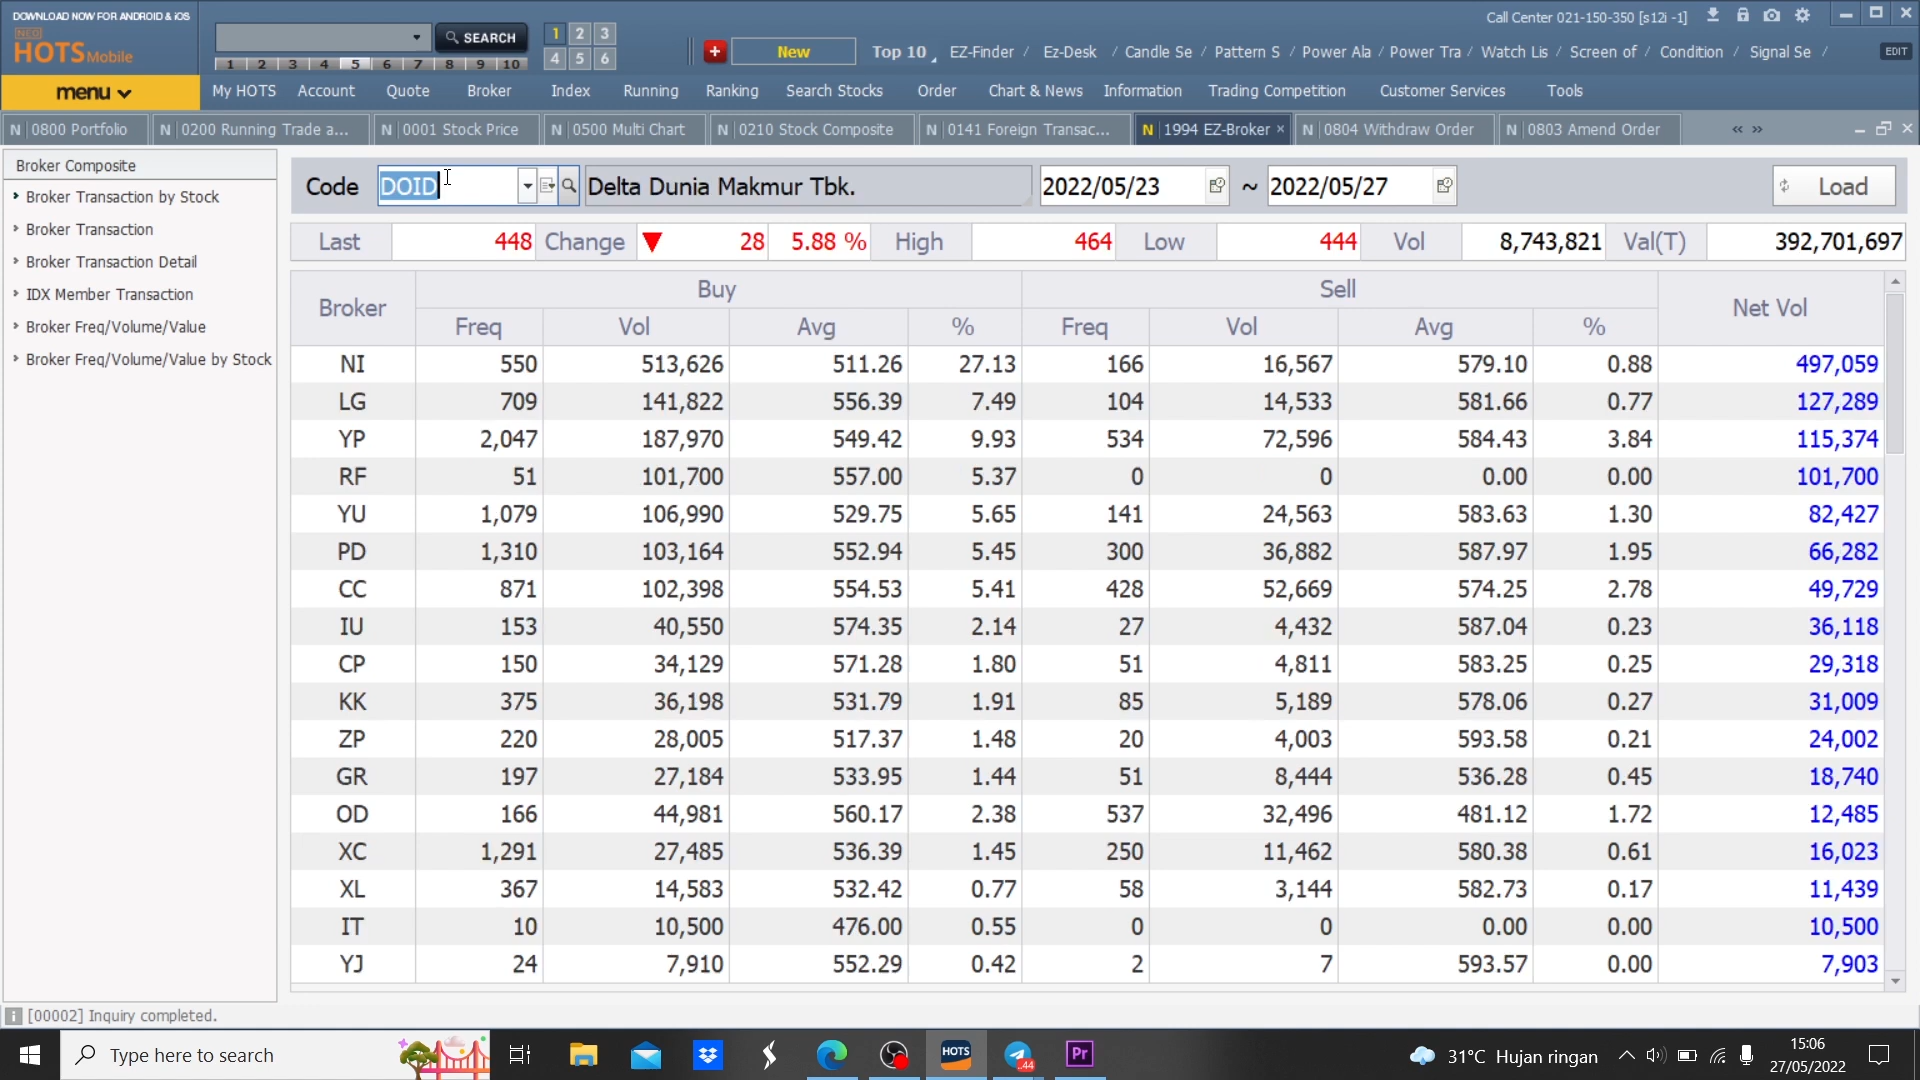 DOWNLOAD NOW FOR ANDROID & iOS
NEO
HOTS Mobile
SEARCH
1 2 3 4 5 6 7 8 9 10
1 2 3
4 5 6
New
Top 10
EZ-Finder / Ez-Desk / Candle Se / Pattern S / Power Ala / Power Tra / Watch Lis / Screen of / Condition / Signal Se /
Call Center 021-150-350 [s12i -1]
EDIT
menu
My HOTS Account Quote Broker Index Running Ranking Search Stocks Order Chart & News Information Trading Conection Customer Services Tools
N 0800 Portfolio N 0200 Running Trade a... N 0001 Stock Price N 0500 Multi Chart N 0210 Stock Composite N 0141 Foreign Transac... N 1994 EZ-Broker × N 0804 Withdraw Order N 0803 Amend Order « »
Broker Composite
Broker Transaction by Stock
Broker Transaction
Broker Transaction Detail
IDX Member Transaction
Broker Freq/Volume/Value
Broker Freq/Volume/Value by Stock
Code DOID Delta Dunia Makmur Tbk. 2022/05/23 ~ 2022/05/27 Load
Last 448 Change ▼ 28 5.88 % High 464 Low 444 Vol 8,743,821 Val(T) 392,701,697
Broker Buy Sell Net Vol
Freq Vol Avg % Freq Vol Avg %
NI 550 513,626 511.26 27.13 166 16,567 579.10 0.88 497,059
LG 709 141,822 556.39 7.49 104 14,533 581.66 0.77 127,289
YP 2,047 187,970 549.42 9.93 534 72,596 584.43 3.84 115,374
RF 51 101,700 557.00 5.37 0 0 0.00 0.00 101,700
YU 1,079 106,990 529.75 5.65 141 24,563 583.63 1.30 82,427
PD 1,310 103,164 552.94 5.45 300 36,882 587.97 1.95 66,282
CC 871 102,398 554.53 5.41 428 52,669 574.25 2.78 49,729
IU 153 40,550 574.35 2.14 27 4,432 587.04 0.23 36,118
CP 150 34,129 571.28 1.80 51 4,811 583.25 0.25 29,318
KK 375 36,198 531.79 1.91 85 5,189 578.06 0.27 31,009
ZP 220 28,005 517.37 1.48 20 4,003 593.58 0.21 24,002
GR 197 27,184 533.95 1.44 51 8,444 536.28 0.45 18,740
OD 166 44,981 560.17 2.38 537 32,496 481.12 1.72 12,485
XC 1,291 27,485 536.39 1.45 250 11,462 580.38 0.61 16,023
XL 367 14,583 532.42 0.77 58 3,144 582.73 0.17 11,439
IT 10 10,500 476.00 0.55 0 0 0.00 0.00 10,500
YJ 24 7,910 552.29 0.42 2 7 593.57 0.00 7,903
[00002] Inquiry completed.
Type here to search
HOTS
44
Pr
31°C Hujan ringan
15:06
27/05/2022